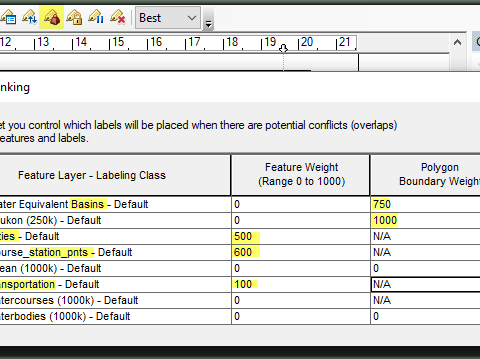 Best
12 13 14 15 16 17 18 19 20 21
nking
et you control which labels will be placed when there are potential conflicts (overlaps)
eatures and labels.
Feature Layer - Labeling Class Feature Weight (Range 0 to 1000) Polygon Boundary Weight
ater Equivalent Basins - Default 0 750
ukon (250k) - Default 0 1000
ties - Default 500 N/A
ourse_station_pnts - Default 600 N/A
ean (1000k) - Default 0 0
ansportation - Default 100 N/A
tercourses (1000k) - Default 0 N/A
terbodies (1000k) - Default 0 0